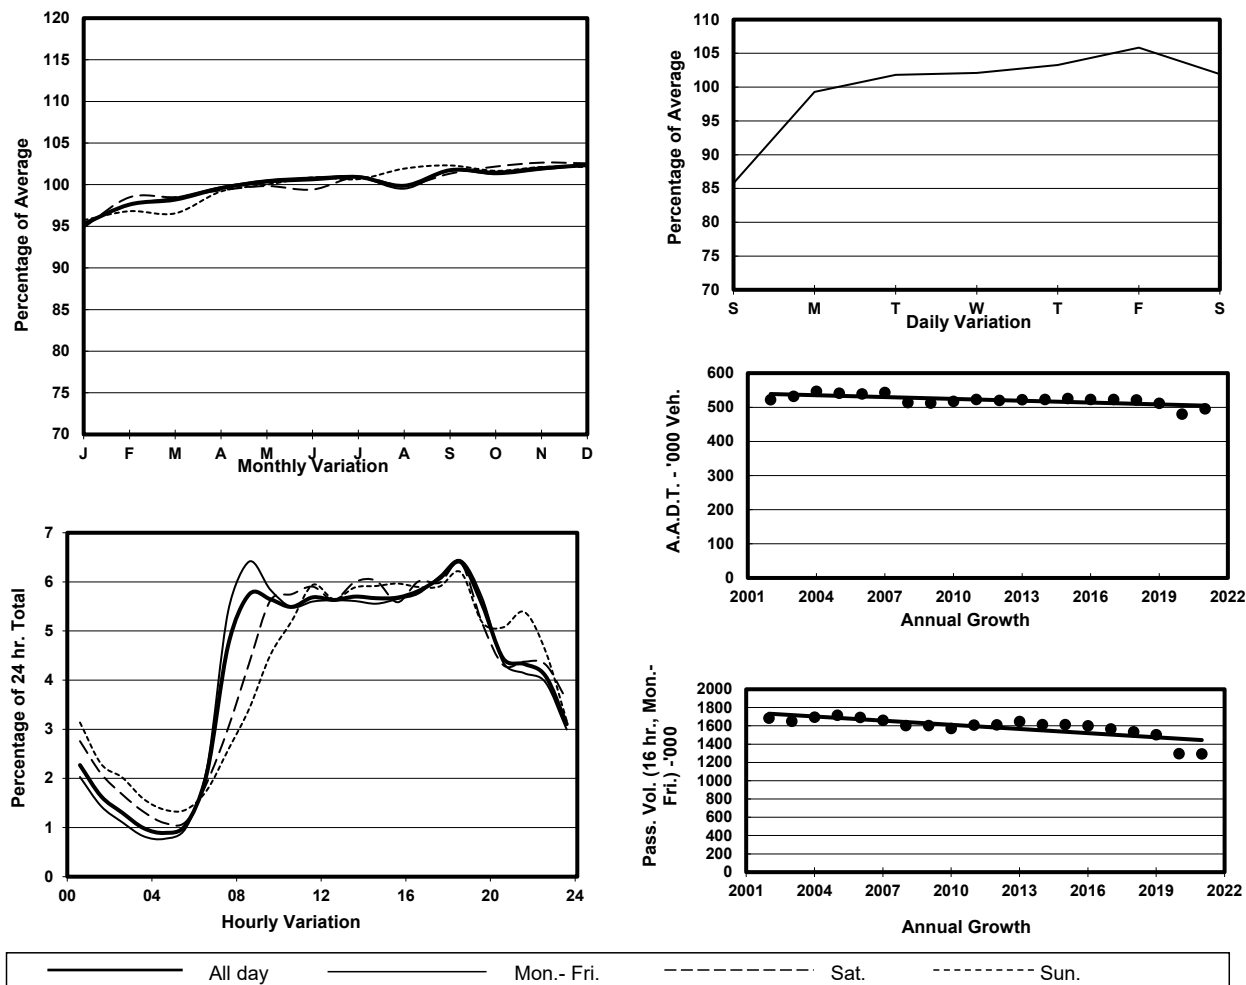 120
115
110
105
100
95
90
85
80
75
70
Percentage of Average
J F M A M J J A S O N D
Monthly Variation
110
105
100
95
90
85
80
75
70
Percentage of Average
S M T W T F S
Daily Variation
600
500
400
300
200
100
0
A.A.D.T. - '000 Veh.
2001 2004 2007 2010 2013 2016 2019 2022
Annual Growth
7
6
5
4
3
2
1
0
Percentage of 24 hr. Total
00 04 08 12 16 20 24
Hourly Variation
2000
1800
1600
1400
1200
1000
800
600
400
200
0
Pass. Vol. (16 hr., Mon.-
Fri.) -'000
2001 2004 2007 2010 2013 2016 2019 2022
Annual Growth
All day Mon.- Fri. Sat. Sun.